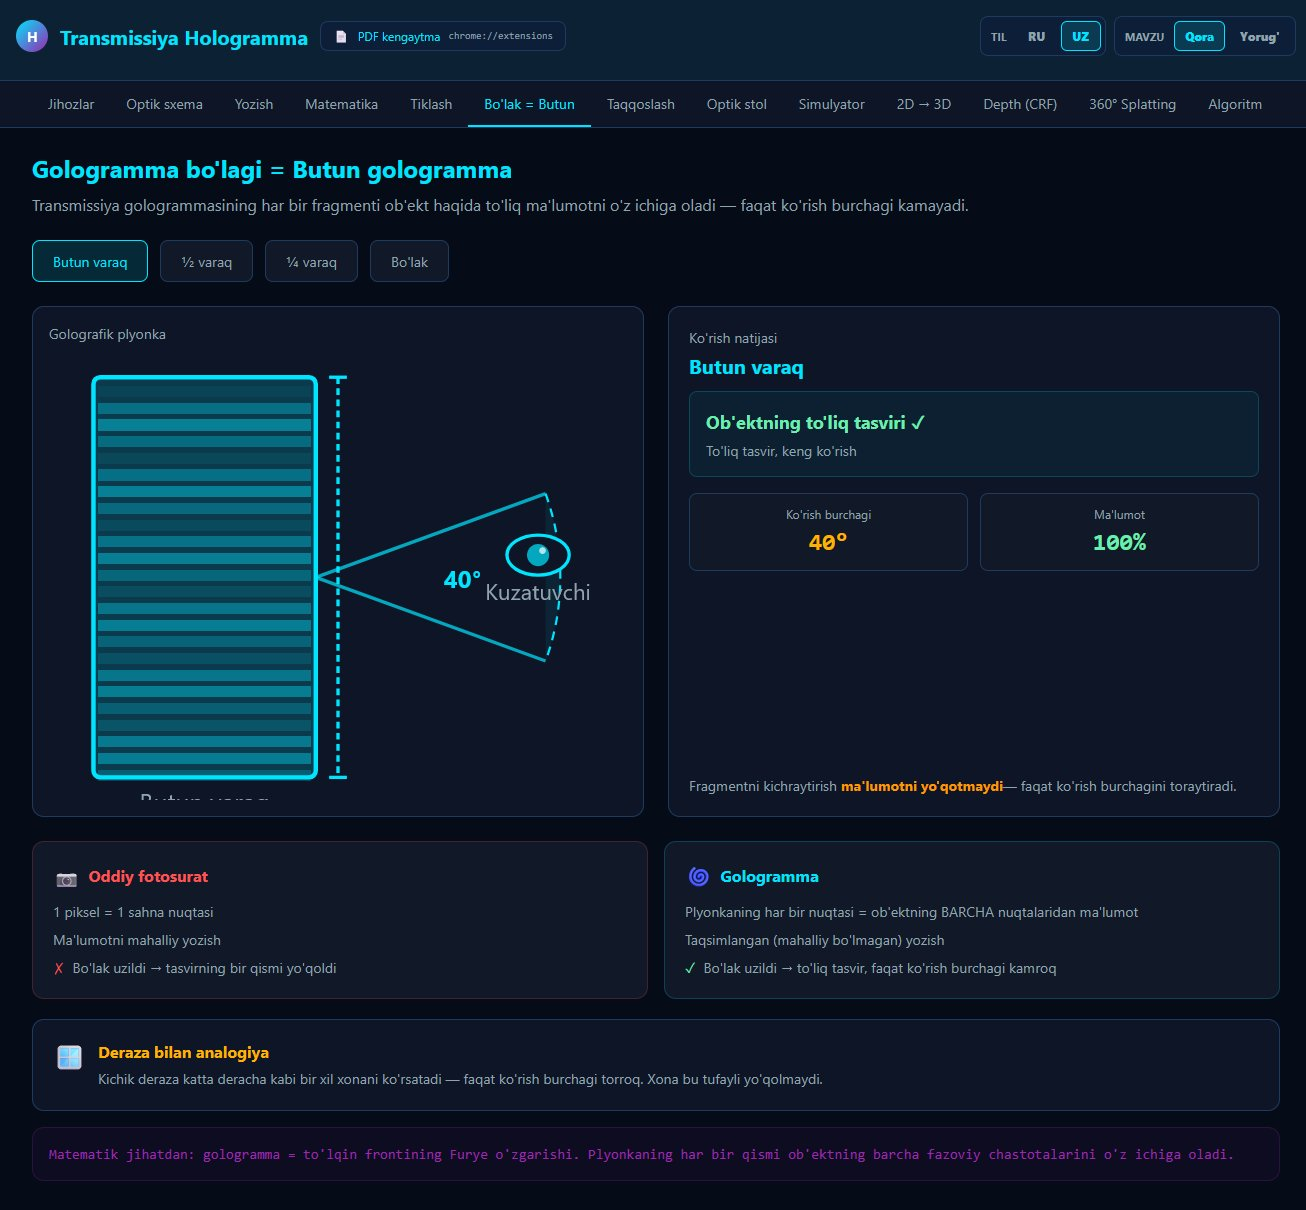 H
Transmissiya Hologramma
PDF kengaytma chrome://extensions
TIL RU UZ
MAVZU Qora Yorug'
Jihozlar Optik sxema Yozish Matematika Tiklash Bo'lak = Butun Taqqoslash Optik stol Simulyator 2D → 3D Depth (CRF) 360° Splatting Algoritm
Gologramma bo'lagi = Butun gologramma
Transmissiya gologrammasining har bir fragmenti ob'ekt haqida to'liq ma'lumotni o'z ichiga oladi — faqat ko'rish burchagi kamayadi.
Butun varaq ½ varaq ¼ varaq Bo'lak
Golografik plyonka
40°
Kuzatuvchi
Butun varaq
Ko'rish natijasi
Butun varaq
Ob'ektning to'liq tasviri ✓
To'liq tasvir, keng ko'rish
Ko'rish burchagi
40°
Ma'lumot
100%
Fragmentni kichraytirish ma'lumotni yo'qotmaydi— faqat ko'rish burchagini toraytiradi.
Oddiy fotosurat
1 piksel = 1 sahna nuqtasi
Ma'lumotni mahalliy yozish
✗ Bo'lak uzildi → tasvirning bir qismi yo'qoldi
Gologramma
Plyonkaning har bir nuqtasi = ob'ektning BARCHA nuqtalaridan ma'lumot
Taqsimlangan (mahalliy bo'lmagan) yozish
✓ Bo'lak uzildi → to'liq tasvir, faqat ko'rish burchagi kamroq
Deraza bilan analogiya
Kichik deraza katta deracha kabi bir xil xonani ko'rsatadi — faqat ko'rish burchagi torroq. Xona bu tufayli yo'qolmaydi.
Matematik jihatdan: gologramma = to'lqin frontining Furye o'zgarishi. Plyonkaning har bir qismi ob'ektning barcha fazoviy chastotalarini o'z ichiga oladi.